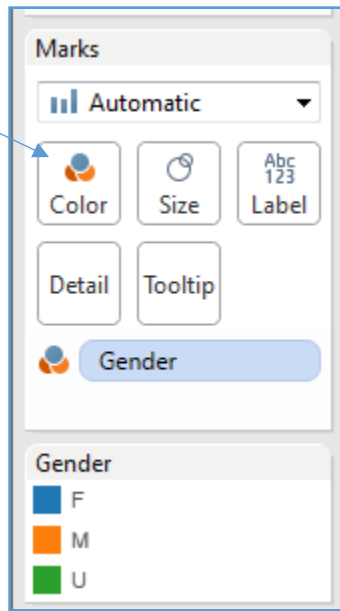 Marks
Automatic
Color Size Abc 123 Label
Detail Tooltip
Gender
Gender
F
M
U